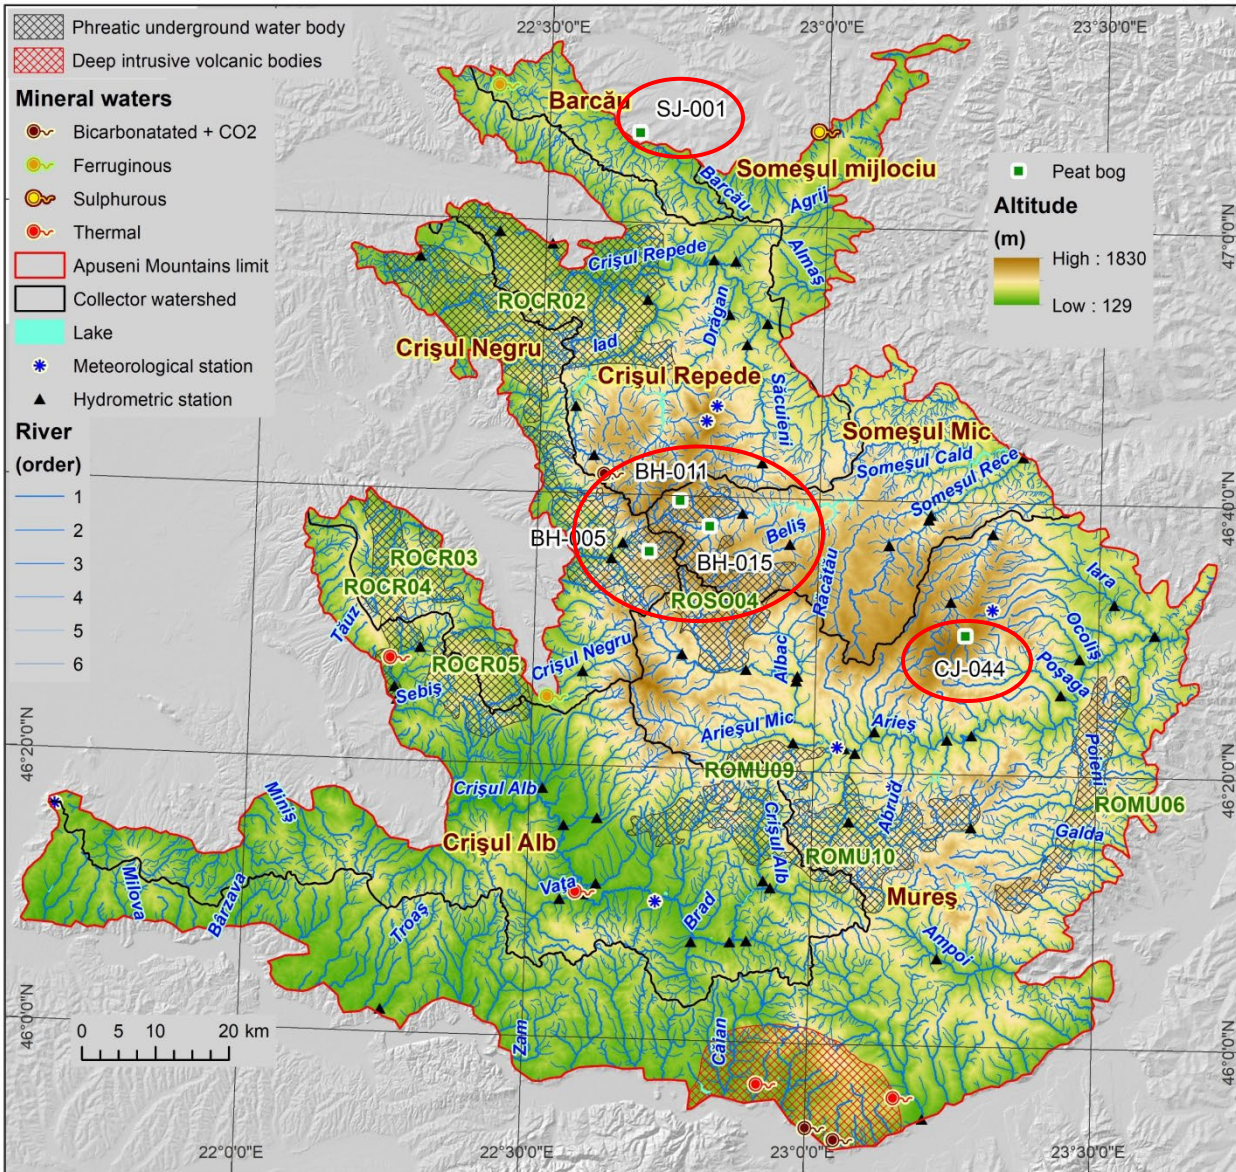 22°30'0"E
23°0'0"E
23°30'0"E
Phreatic underground water body
Deep intrusive volcanic bodies
Mineral waters
Bicarbonatated + CO2
Ferruginous
Sulphurous
Thermal
Apuseni Mountains limit
Collector watershed
Lake
Meteorological station
Hydrometric station
River
(order)
1
2
3
4
5
6
Peat bog
Altitude
(m)
High : 1830
Low : 129
Barcău
SJ-001
Someşul mijlociu
Barcău
Agrij
Almaş
47°0'0"N
Crişul Repede
ROCR02
Drăgan
Iad
Crişul Negru
Crişul Repede
Săcuieni
Someşul Mic
Someşul Cald
Someşul Rece
BH-011
46°40'0"N
BH-005
Beliş
BH-015
ROSO04
Răcătău
Iara
Ocoliş
Poşaga
CJ-044
ROCR03
ROCR04
Tăuz
ROCR05
Sebiş
Crişul Negru
Albac
Arieşul Mic
Arieş
46°20'0"N
ROMU09
Poieni
46°20'0"N
ROMU06
Crişul Alb
Miniş
Crişul Alb
Crişul Alb
Abrud
Galda
ROMU10
Mureş
Vaţa
Milova
Bârzava
Troaş
Brad
Ampoi
46°0'0"N
0 5 10 20 km
Zam
Căian
46°0'0"N
22°0'0"E
22°30'0"E
23°0'0"E
23°30'0"E